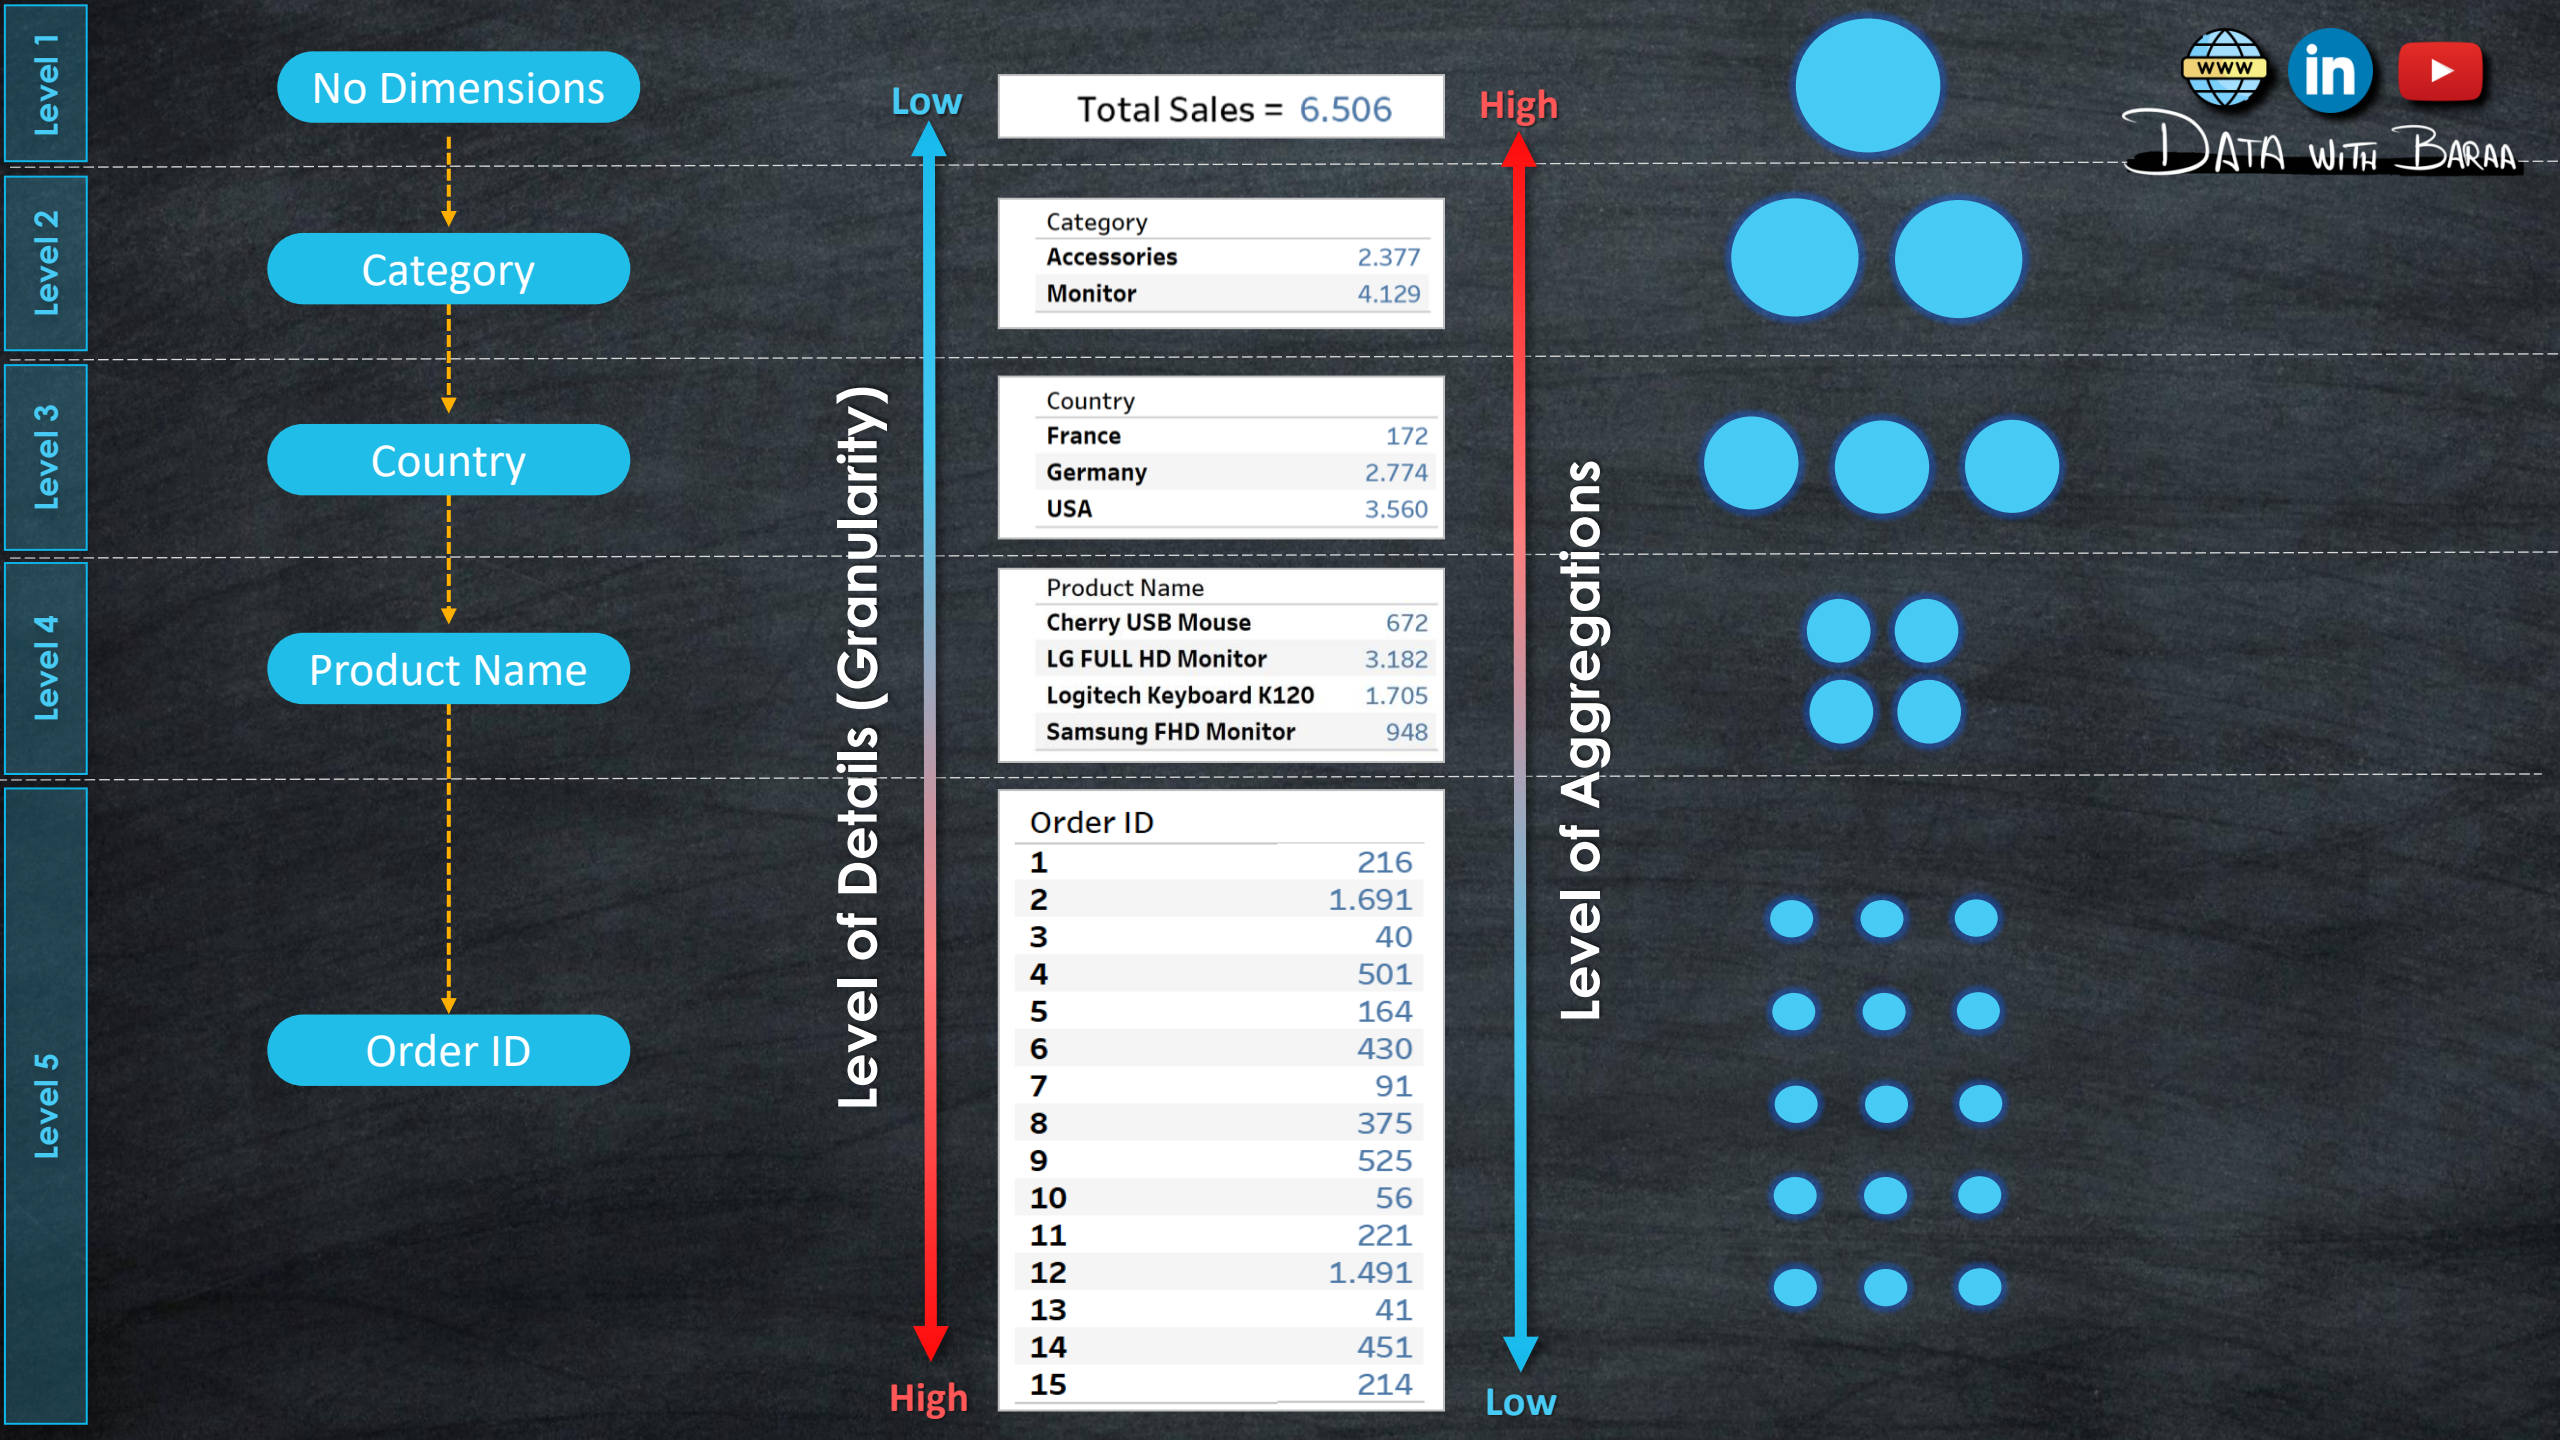 Level 1
No Dimensions
Low
Total Sales = 6.506
High
www
in
DATA WITH BARAA
Level 2
Category
Category
Accessories 2.377
Monitor 4.129
Level 3
Country
Country
France 172
Germany 2.774
USA 3.560
Level of Details (Granularity)
Level of Aggregations
Level 4
Product Name
Product Name
Cherry USB Mouse 672
LG FULL HD Monitor 3.182
Logitech Keyboard K120 1.705
Samsung FHD Monitor 948
Level 5
Order ID
Order ID
1 216
2 1.691
3 40
4 501
5 164
6 430
7 91
8 375
9 525
10 56
11 221
12 1.491
13 41
14 451
15 214
High
Low